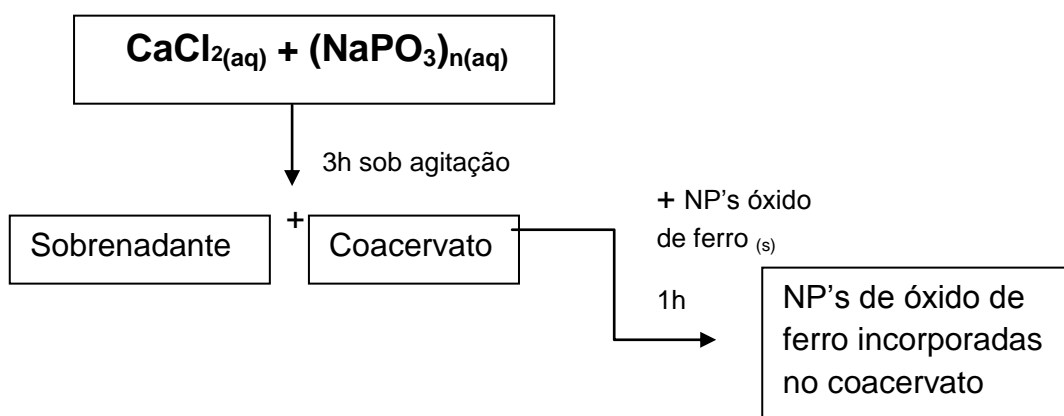 CaCl2(aq) + (NaPO3)n(aq)
3h sob agitação
Sobrenadante
+
Coacervato
+ NP’s óxido
de ferro (s)
1h
NP’s de óxido de
ferro incorporadas
no coacervato